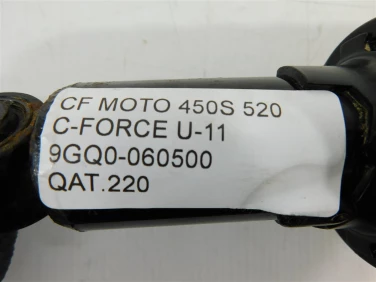 CF MOTO 450S 520
C-FORCE U-11
9GQ0-060500
QAT.220